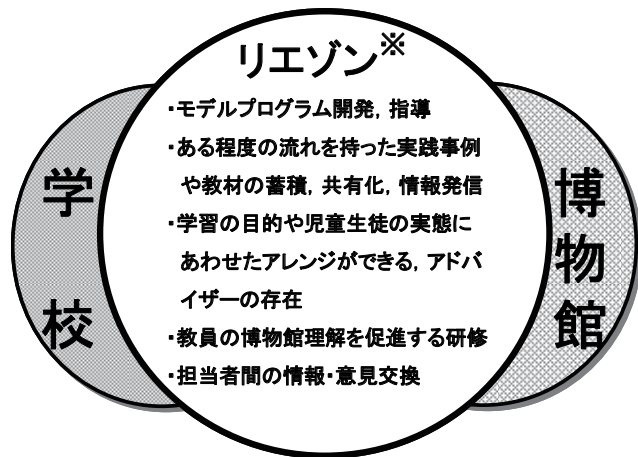 リエゾン※
・モデルプログラム開発, 指導
・ある程度の流れを持った実践事例
や教材の蓄積, 共有化, 情報発信
・学習の目的や児童生徒の実態に
あわせたアレンジができる, アドバ
イザーの存在
・教員の博物館理解を促進する研修
・担当者間の情報・意見交換
学校
博物館